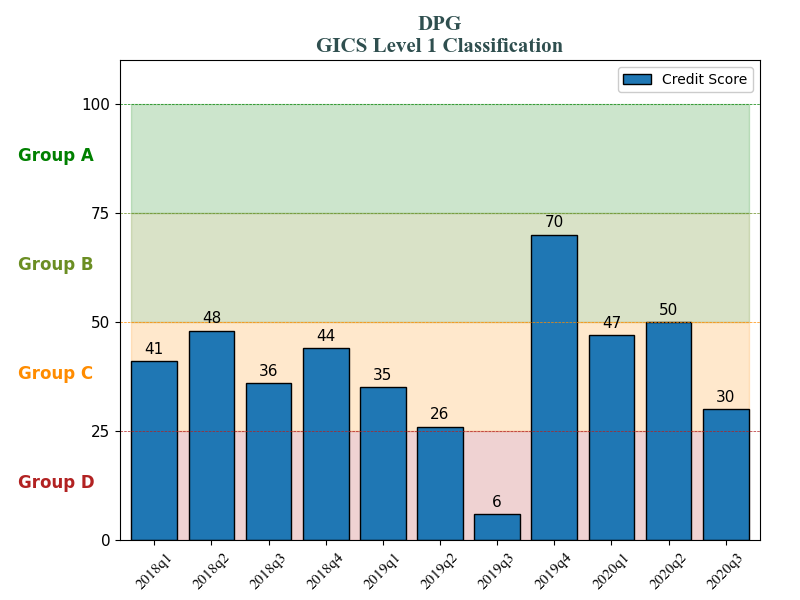 DPG
GICS Level 1 Classification
Credit Score
100
Group A
75
70
Group B
50
48
47
50
44
41
36
35
Group C
30
26
25
Group D
6
0
2018q1 2018q2 2018q3 2018q4 2019q1 2019q2 2019q3 2019q4 2020q1 2020q2 2020q3